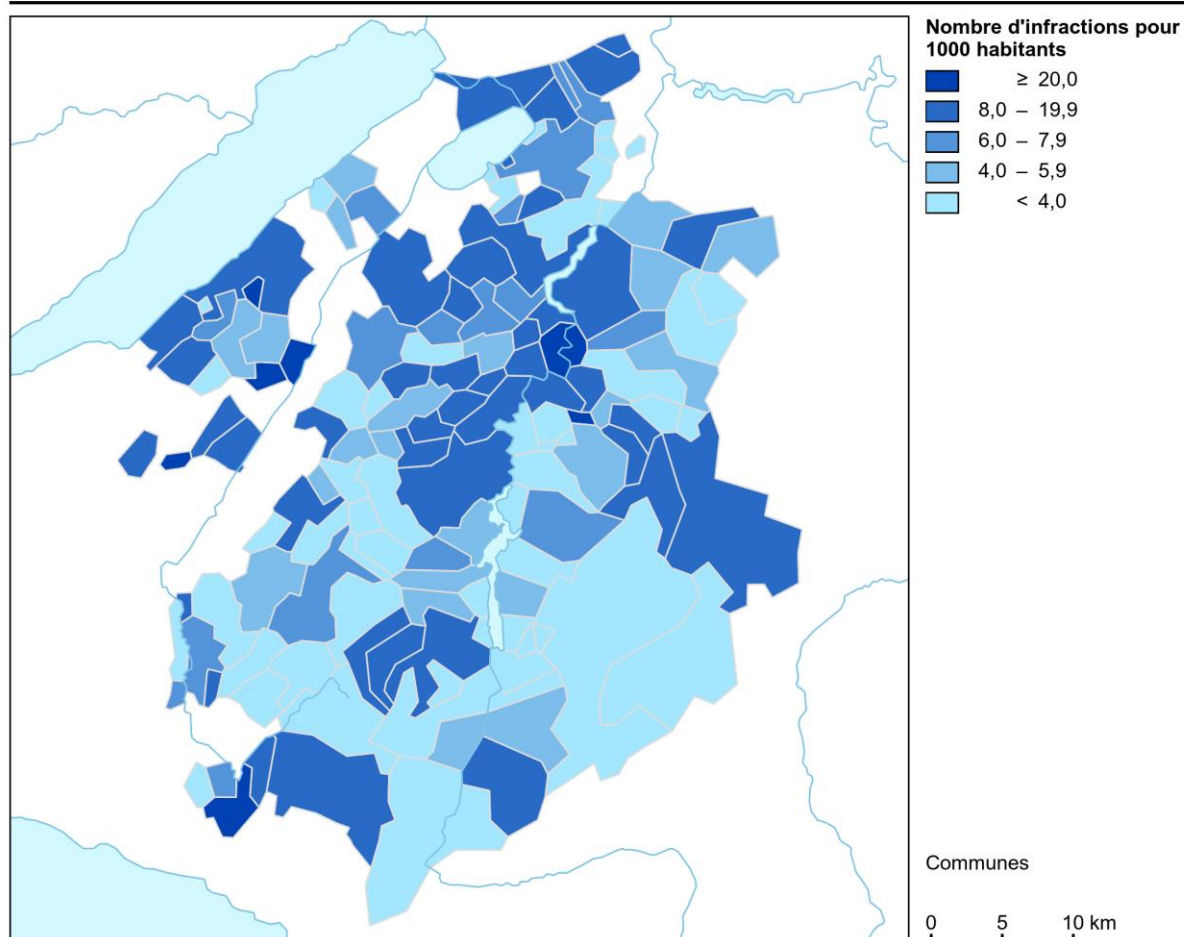 Nombre d'infractions pour
1000 habitants
≥ 20,0
8,0 – 19,9
6,0 – 7,9
4,0 – 5,9
< 4,0
Communes
0 5 10 km